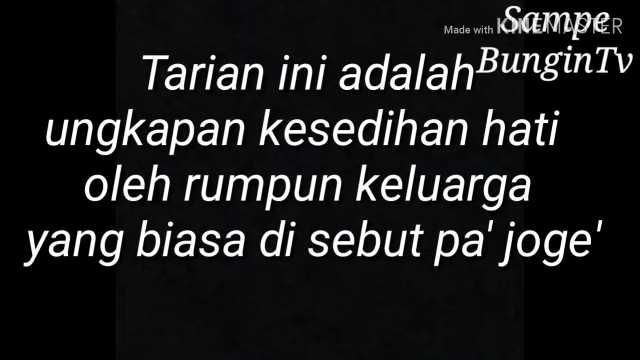 Sampe
Made with KINEMASTER
BunginTv
Tarian ini adalah
ungkapan kesedihan hati
oleh rumpun keluarga
yang biasa di sebut pa' joge'